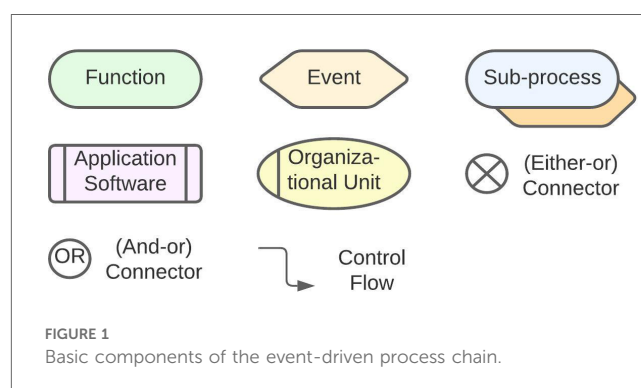 Function
Event
Sub-process
Application
Software
Organiza-
tional Unit
(Either-or)
Connector
OR
(And-or)
Connector
Control
Flow
FIGURE 1
Basic components of the event-driven process chain.